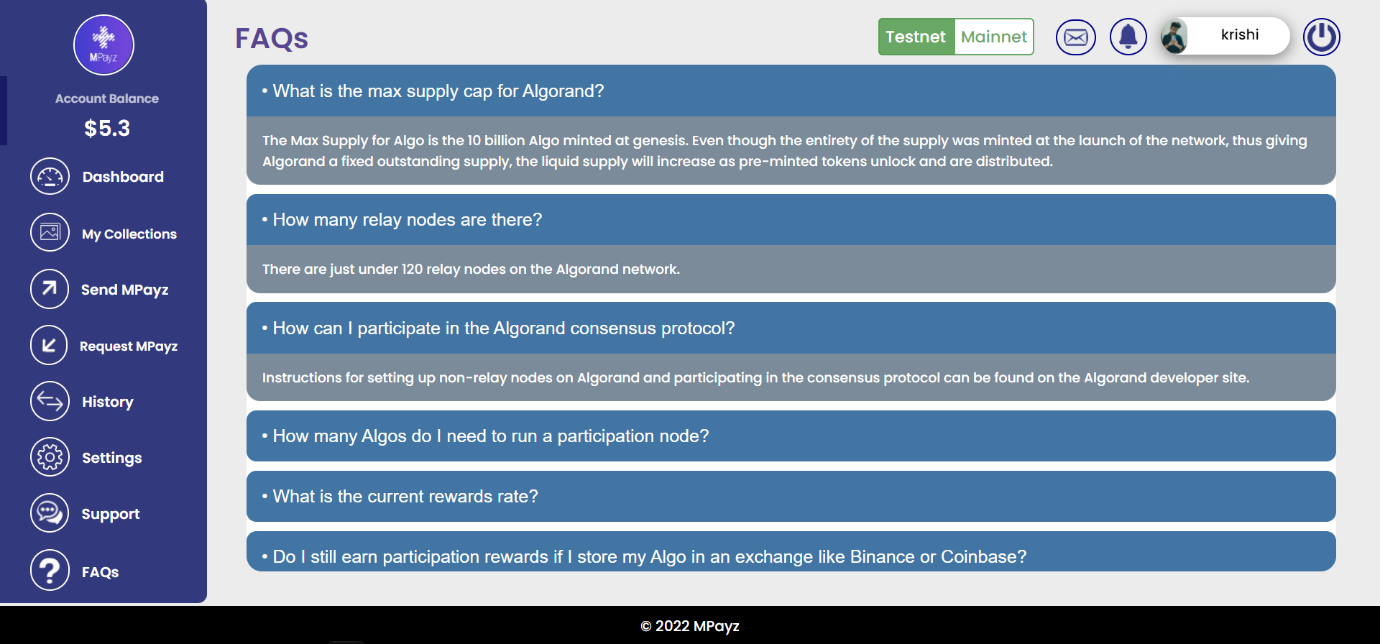 MPayz
Account Balance
$5.3
Dashboard
My Collections
Send MPayz
Request MPayz
History
Settings
Support
FAQs
FAQs
Testnet Mainnet
krishi
• What is the max supply cap for Algorand?
The Max Supply for Algo is the 10 billion Algo minted at genesis. Even though the entirety of the supply was minted at the launch of the network, thus giving
Algorand a fixed outstanding supply, the liquid supply will increase as pre-minted tokens unlock and are distributed.
• How many relay nodes are there?
There are just under 120 relay nodes on the Algorand network.
• How can I participate in the Algorand consensus protocol?
Instructions for setting up non-relay nodes on Algorand and participating in the consensus protocol can be found on the Algorand developer site.
• How many Algos do I need to run a participation node?
• What is the current rewards rate?
• Do I still earn participation rewards if I store my Algo in an exchange like Binance or Coinbase?
© 2022 MPayz